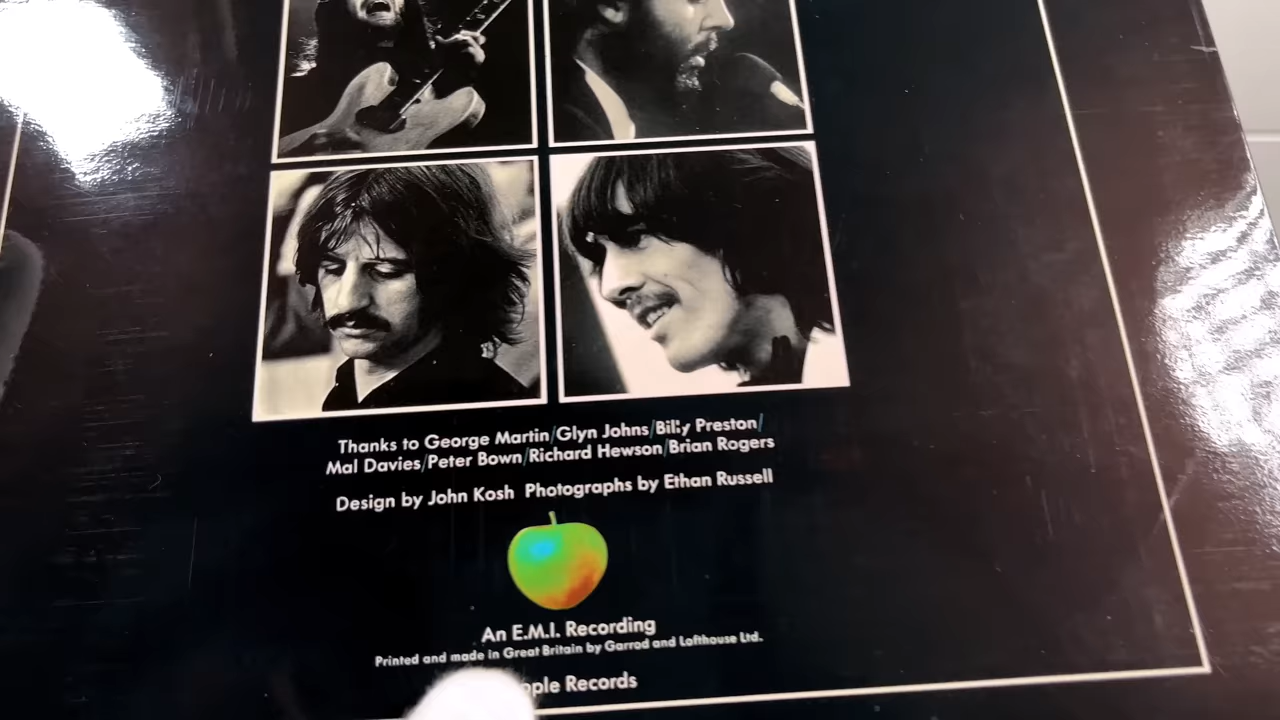 Thanks to George Martin/Glyn Johns/Billy Preston/
Mal Davies/Peter Bown/Richard Hewson/Brian Rogers
Design by John Kosh Photographs by Ethan Russell
An E.M.I. Recording
Printed and made in Great Britain by Garrod and Lofthouse Ltd.
Records